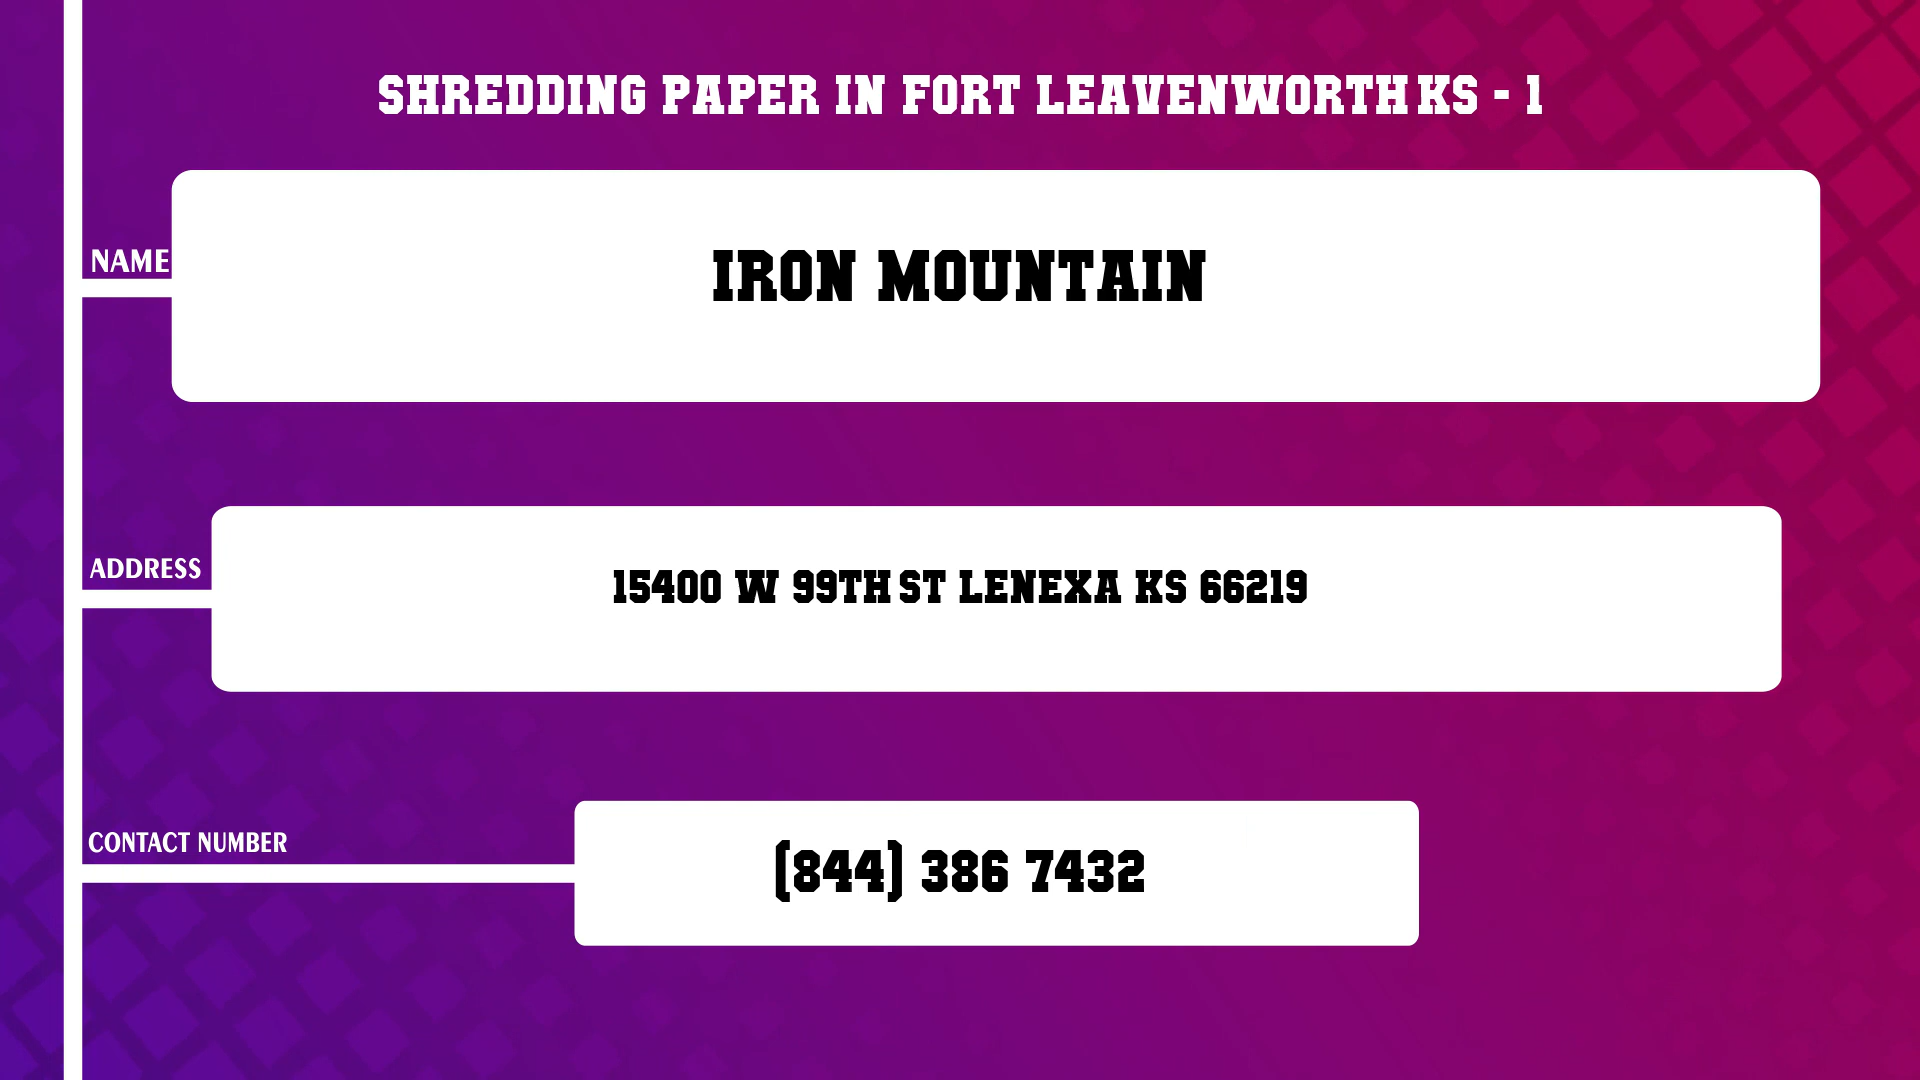 SHREDDING PAPER IN FORT LEAVENWORTH KS - 1
NAME
IRON MOUNTAIN
ADDRESS
15400 W 99TH ST LENEXA KS 66219
CONTACT NUMBER
(844) 386 7432